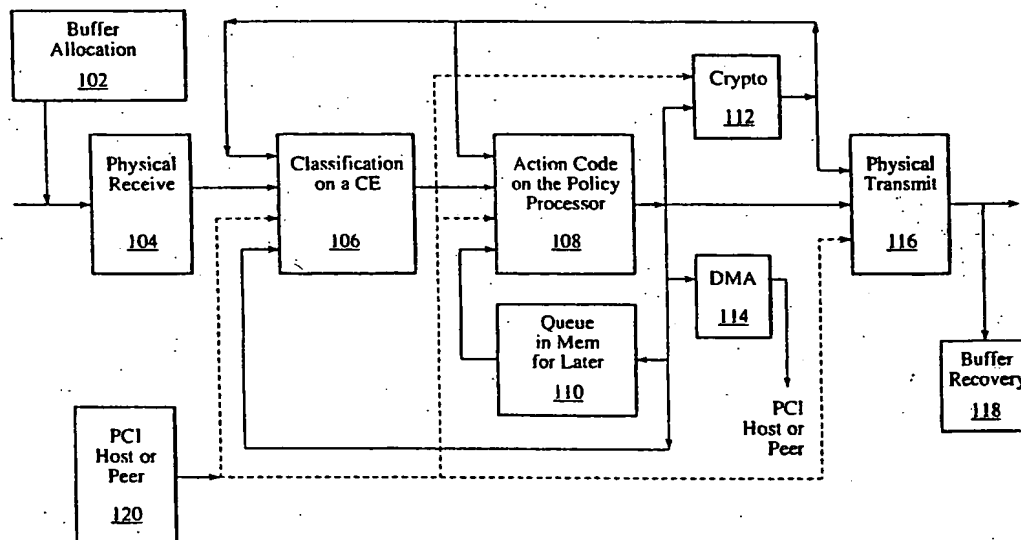 Buffer
Allocation
102
Physical
Receive
104
Classification
on a CE
106
Action Code
on the Policy
Processor
108
Crypto
112
Physical
Transmit
116
DMA
114
Queue
in Mem
for Later
110
PCI
Host or
Peer
Buffer
Recovery
118
PCI
Host or
Peer
120